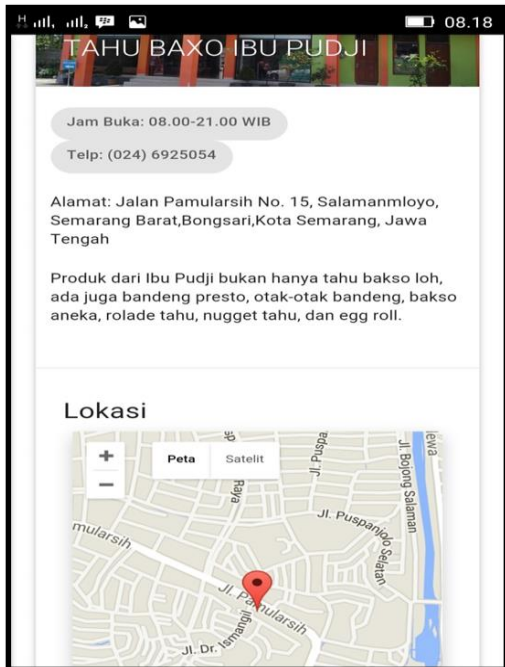 H
08.18
TAHU BAXO IBU PUDJI
Jam Buka: 08.00-21.00 WIB
Telp: (024) 6925054
Alamat: Jalan Pamularsih No. 15, Salamanmloyo,
Semarang Barat,Bongsari,Kota Semarang, Jawa
Tengah
Produk dari Ibu Pudji bukan hanya tahu bakso loh,
ada juga bandeng presto, otak-otak bandeng, bakso
aneka, rolade tahu, nugget tahu, dan egg roll.
Lokasi
+
Peta
Satelit
−
Raya
Jl. Puspa
Jl. Bojong Salaman
Jl. Puspanjolo
Selatan
mularsih
Jl. Pamularsih
Jl. Dr. Ismangil